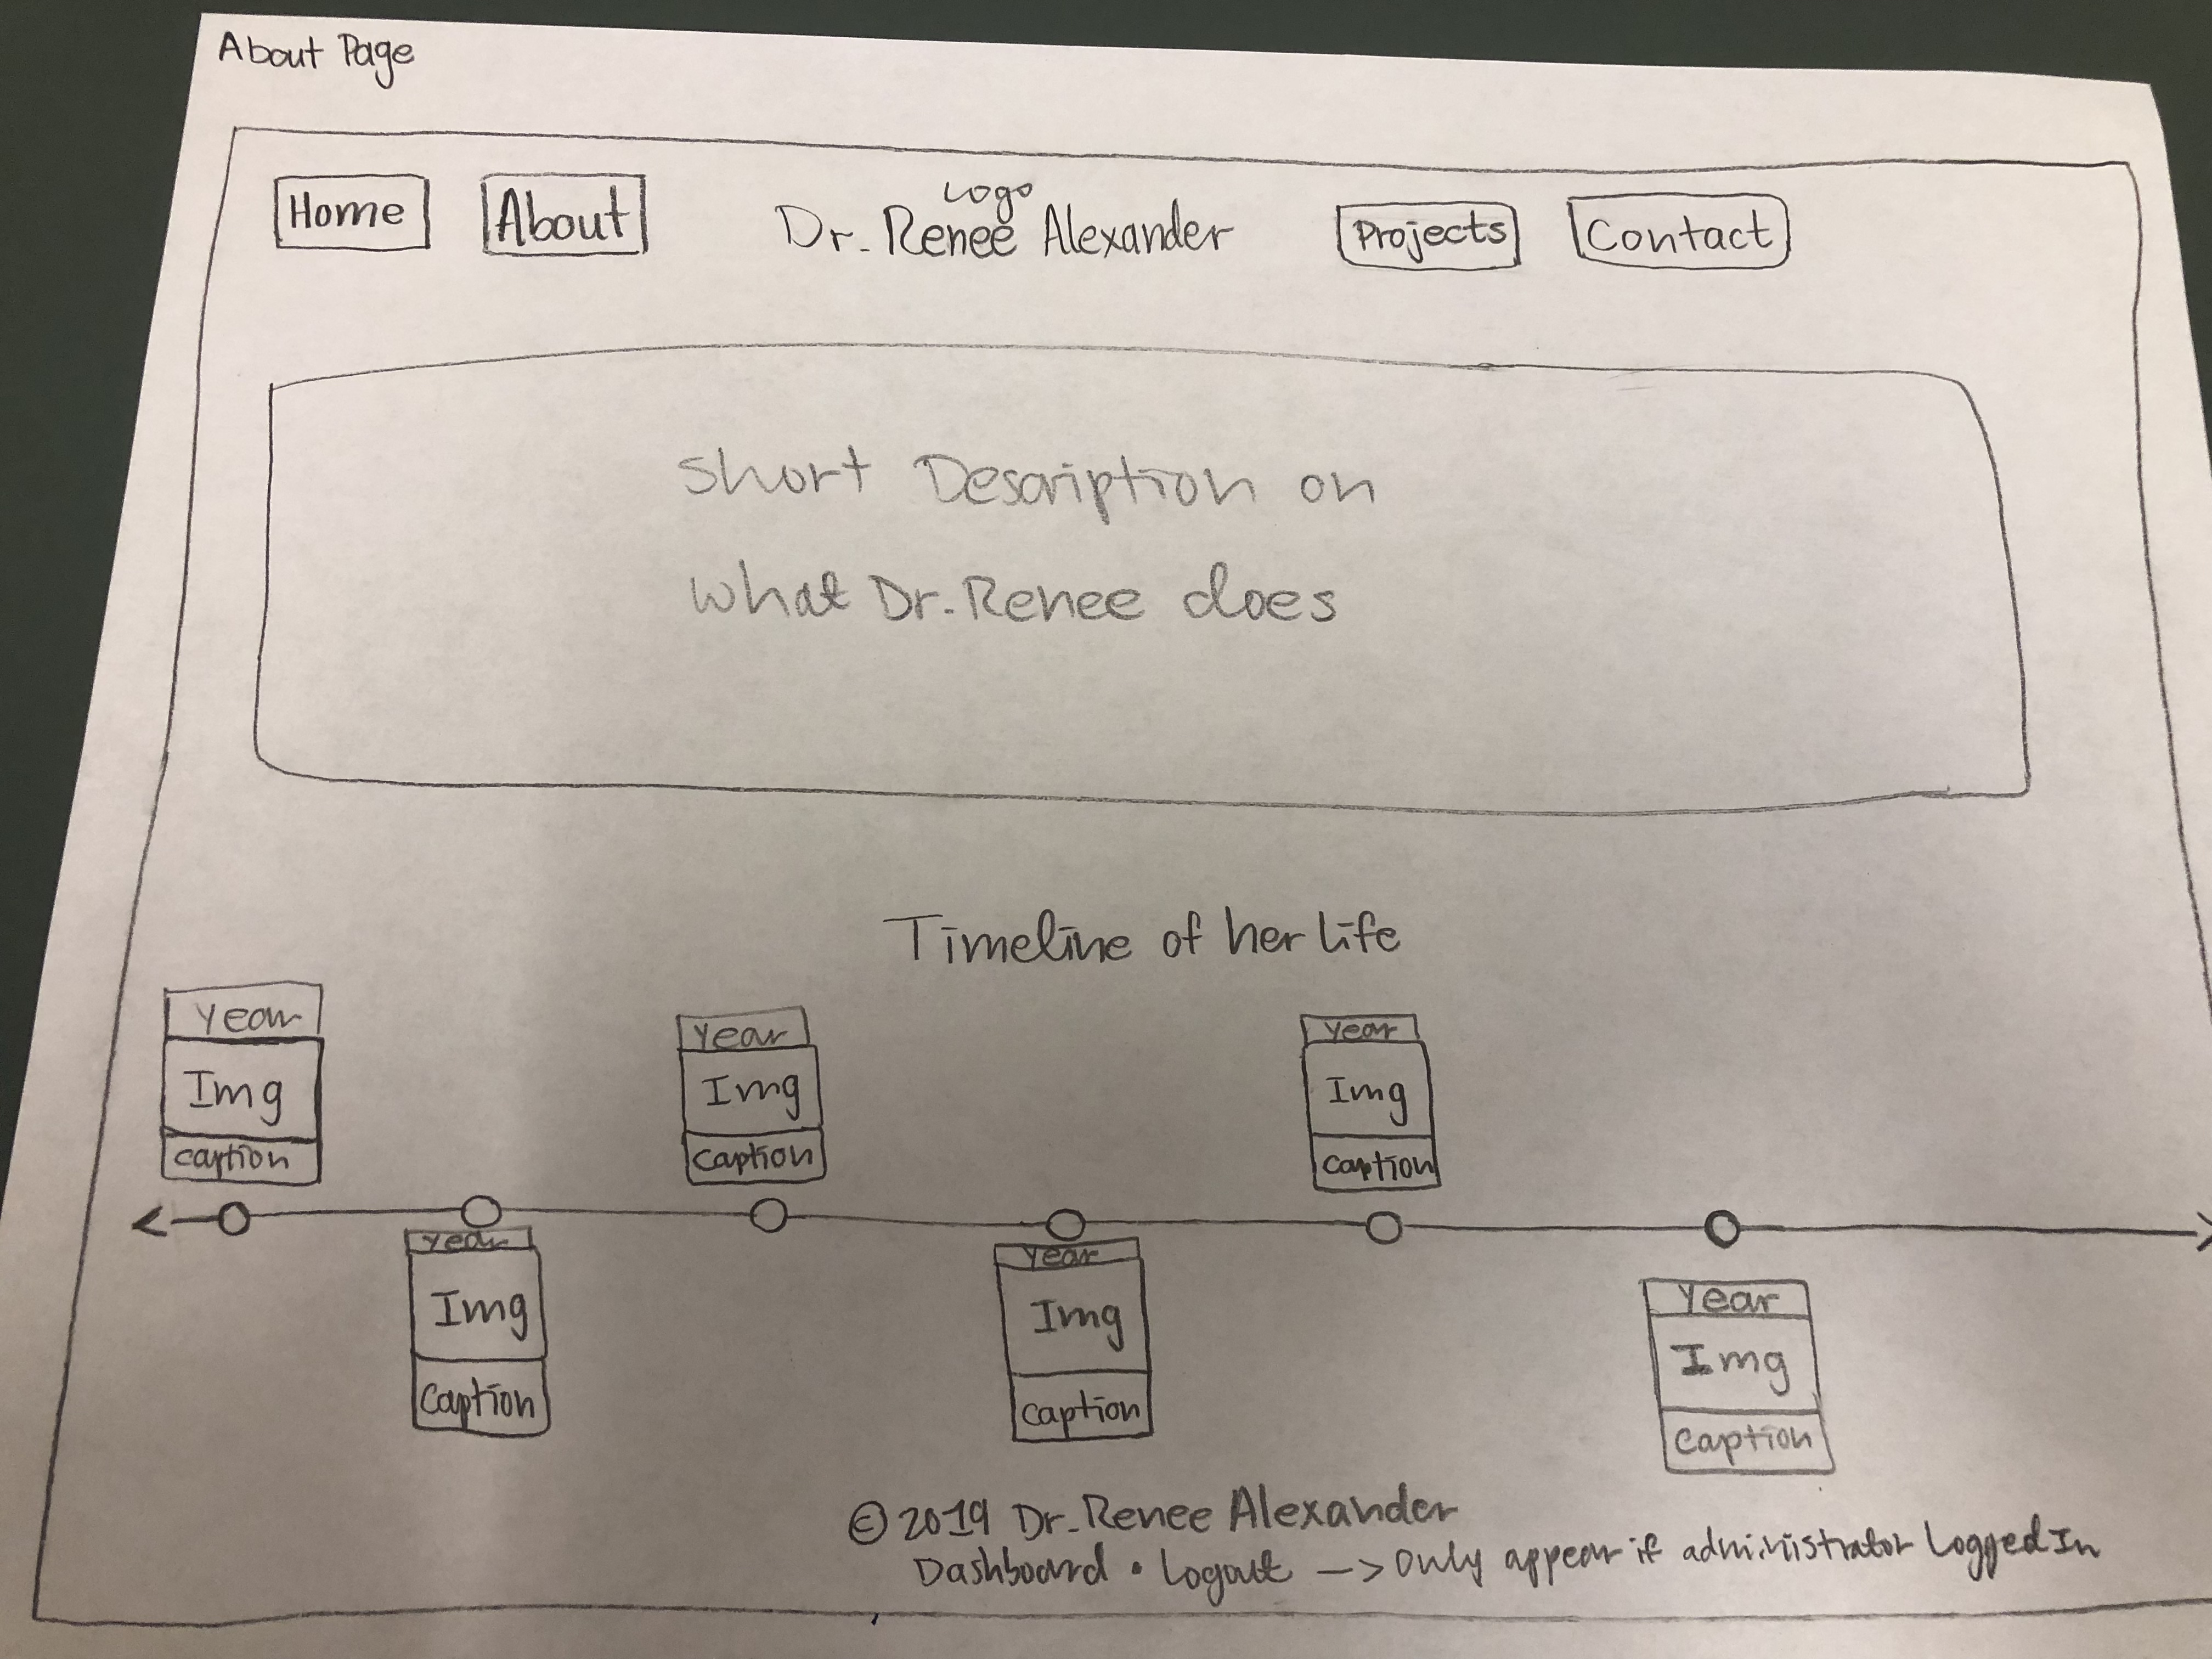 About Page
Home About Logo Projects Contact
Dr. Renee Alexander
Short Description on
what Dr. Renee does
Timeline of her life
year year year
Img Img Img
caption caption caption
year year year
Img Img Img
caption caption caption
© 2019 Dr. Renee Alexander
Dashboard • Logout —> only appear if administrator Logged In